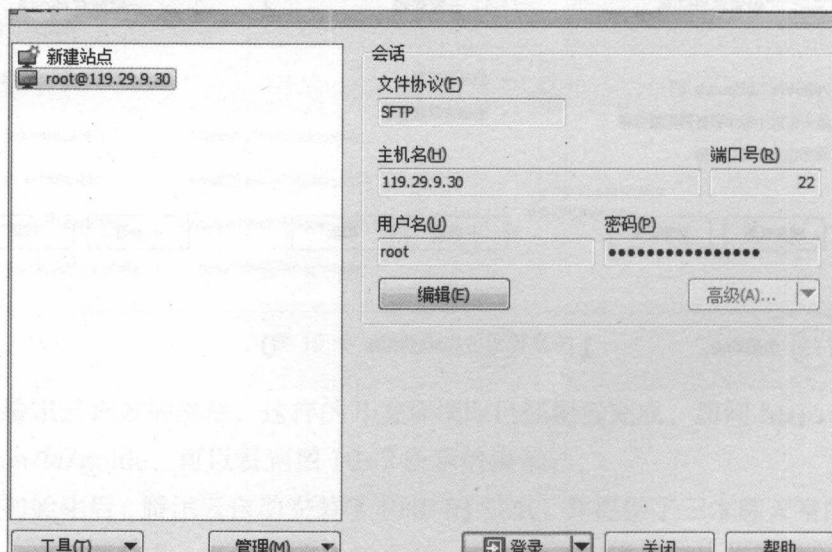 新建站点
root@119.29.9.30
会话
文件协议(F)
SFTP
主机名(H)
端口号(R)
119.29.9.30
22
用户名(U)
密码(P)
root
••••••••••••••••
编辑(E)
高级(A)...
工具(T)
管理(M)
登录
关闭
帮助